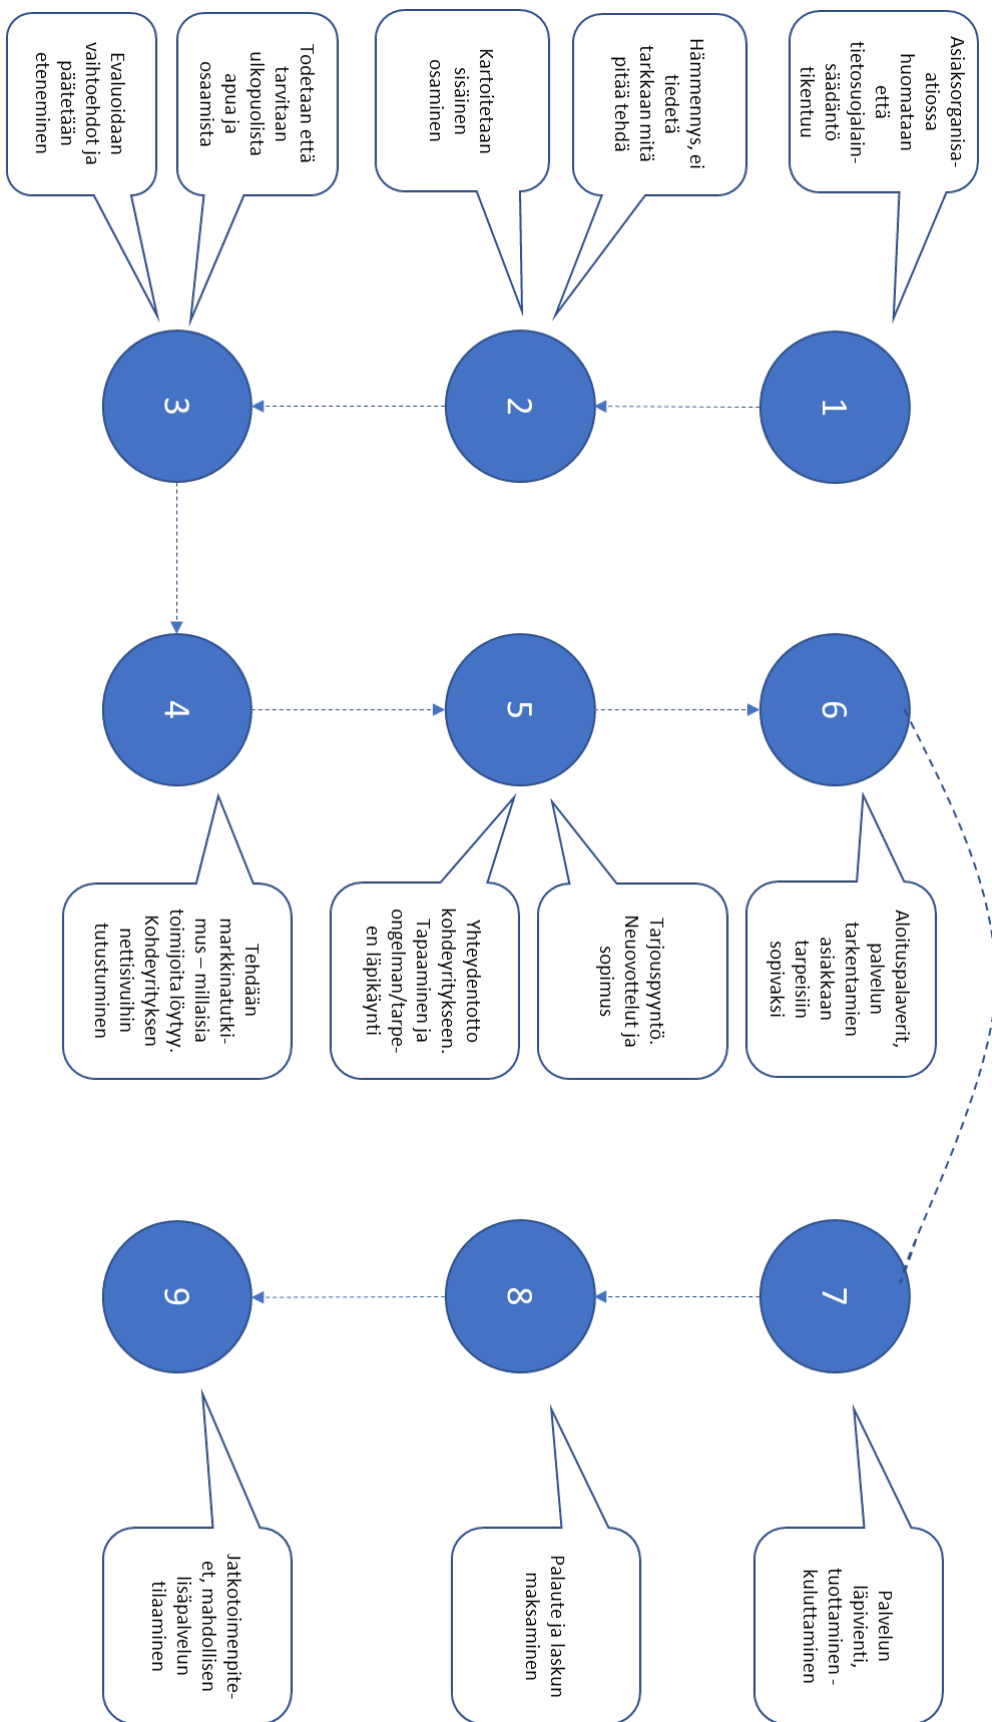 Asiaksorganisa-
atiossa
huomataan
että
tietosuojalain-
säädäntö
tikentuu
Hämmennys, ei
tiedetä
tarkkaan mitä
pitää tehdä
Kartoitetaan
sisäinen
osaminen
Todetaan että
tarvitaan
ulkopuolista
apua ja
osaamista
Evaluoidaan
vaihtoehdot ja
päätetään
eteneminen
1
2
3
4
5
6
Tehdään
markkinatutki-
mus – millaisia
toimijoita löytyy.
Kohdeyrityksen
nettisivuihin
tutustuminen
Yhteydentotto
kohdeyritykseen.
Tapaaminen ja
ongelman/tarpe-
en läpikäynti
Tarjouspyyntö.
Neuovottelut ja
sopimus
Aloituspalaverit,
palvelun
tarkentamien
asiakkaan
tarpeisiin
sopivaksi
7
8
9
Palvelun
läpivienti,
tuottaminen -
kuluttaminen
Palaute ja laskun
maksaminen
Jatkotoimenpite-
et, mahdollisen
lisäpalvelun
tilaaminen